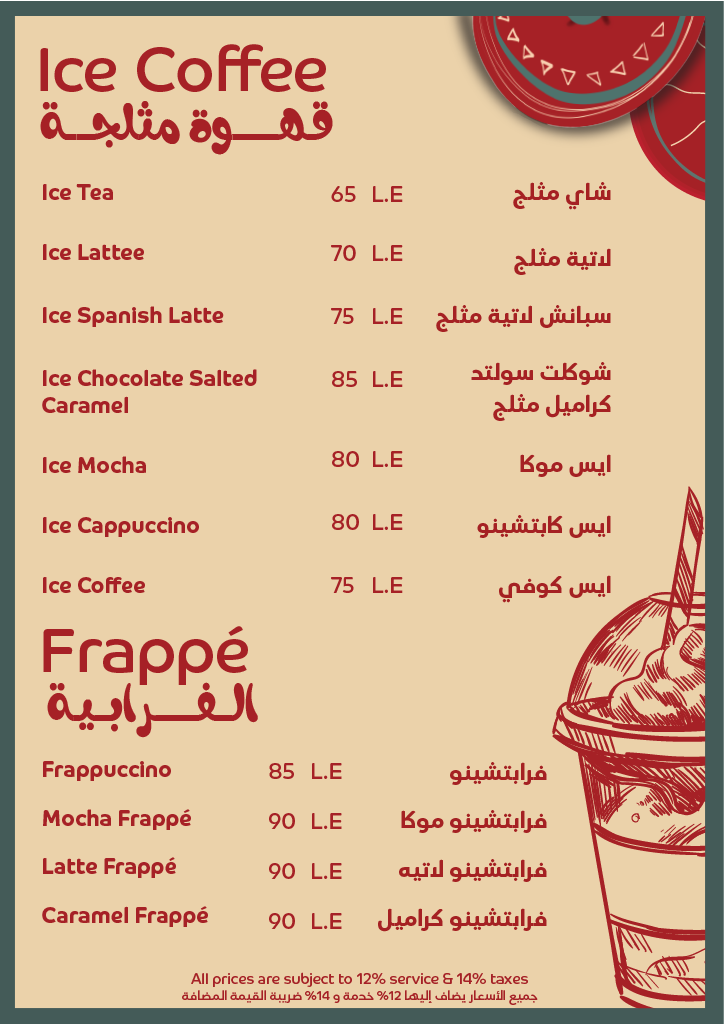 Ice Coffee
قهوة مثلجة
Ice Tea 65 L.E شاي مثلج
Ice Lattee 70 L.E لاتية مثلج
Ice Spanish Latte 75 L.E سبانش لاتية مثلج
Ice Chocolate Salted 85 L.E شوكلت سولتد
Caramel كراميل مثلج
Ice Mocha 80 L.E ايس موكا
Ice Cappuccino 80 L.E ايس كابتشينو
Ice Coffee 75 L.E ايس كوفي
Frappé
الفرابية
Frappuccino 85 L.E فرابتشينو
Mocha Frappé 90 L.E فرابتشينو موكا
Latte Frappé 90 L.E فرابتشينو لاتيه
Caramel Frappé 90 L.E فرابتشينو كراميل
All prices are subject to 12% service & 14% taxes
جميع الأسعار يضاف إليها 12% خدمة و 14% ضريبة القيمة المضافة